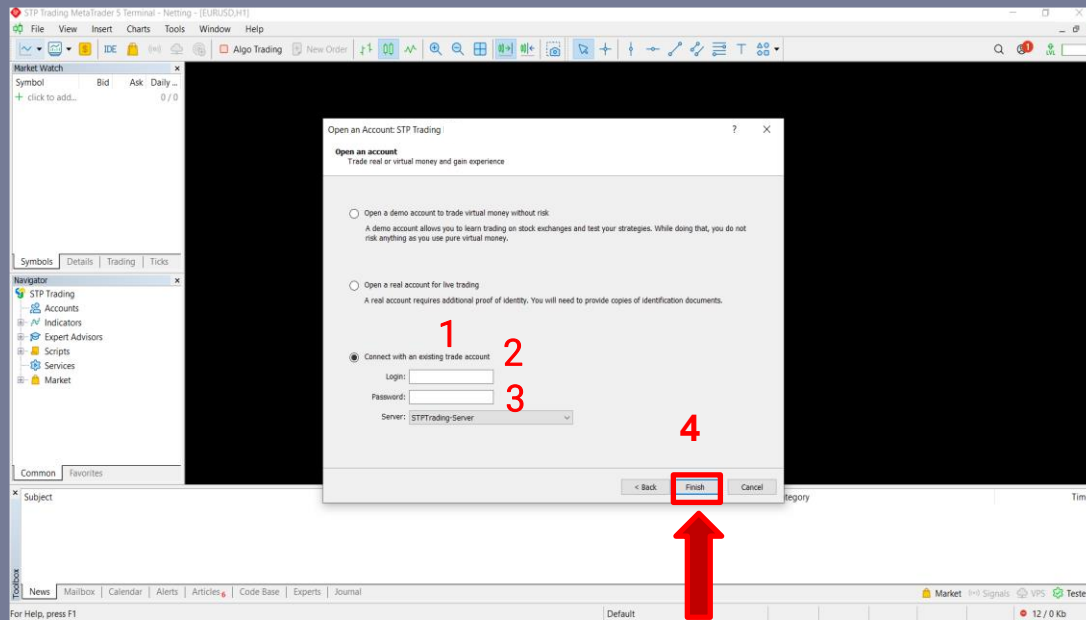 STP Trading MetaTrader 5 Terminal - Netting - [EURUSD,H1]
File View Insert Charts Tools Window Help
IDE Algo Trading New Order
1
LVL
Market Watch
Symbol Bid Ask Daily ...
click to add... 0 / 0
Symbols Details Trading Ticks
Navigator
STP Trading
Accounts
Indicators
Expert Advisors
Scripts
Services
Market
Common Favorites
Open an Account: STP Trading
Open an account
Trade real or virtual money and gain experience
Open a demo account to trade virtual money without risk
A demo account allows you to learn trading on stock exchanges and test your strategies. While doing that, you do not
risk anything as you use pure virtual money.
Open a real account for live trading
A real account requires additional proof of identity. You will need to provide copies of identification documents.
1
Connect with an existing trade account
2
Login:
Password:
3
Server: STPTrading-Server
4
< Back Finish Cancel
Subject tegory Tim
Toolbox
News Mailbox Calendar Alerts Articles 6 Code Base Experts Journal
Market Signals VPS Teste
For Help, press F1 Default 12 / 0 Kb